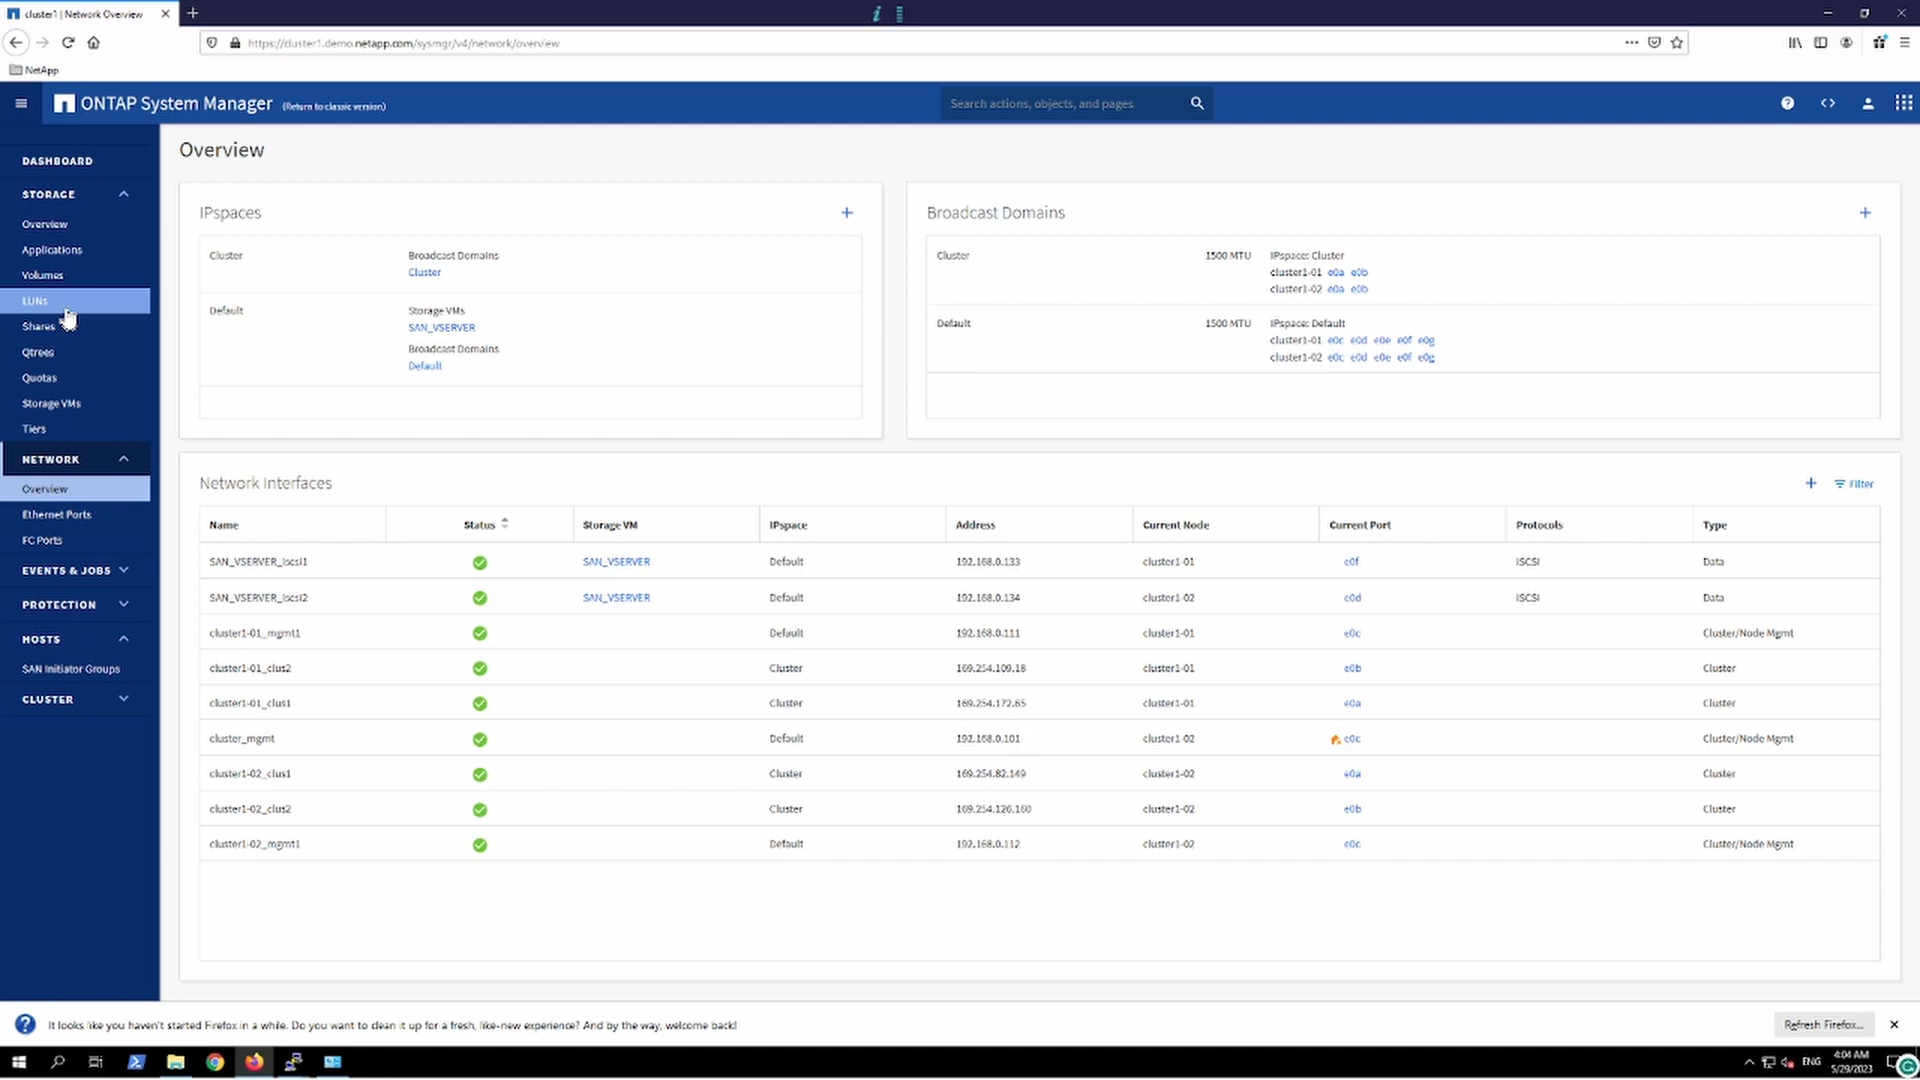 cluster1 | Network Overview
https://cluster1.demo.netapp.com/sysmgr/v4/network/overview
NetApp
ONTAP System Manager (Return to classic version)
Search actions, objects, and pages
DASHBOARD
STORAGE
Overview
Applications
Volumes
LUNs
Shares
Qtrees
Quotas
Storage VMs
Tiers
NETWORK
Overview
Ethernet Ports
FC Ports
EVENTS & JOBS
PROTECTION
HOSTS
SAN Initiator Groups
CLUSTER
Overview
IPspaces
Cluster Broadcast Domains
Cluster
Default Storage VMs
SAN_VSERVER
Broadcast Domains
Default
Broadcast Domains
Cluster 1500 MTU IPspace: Cluster
cluster1-01 e0a e0b
cluster1-02 e0a e0b
Default 1500 MTU IPspace: Default
cluster1-01 e0c e0d e0e e0f e0g
cluster1-02 e0c e0d e0e e0f e0g
Network Interfaces
Filter
Name Status Storage VM IPspace Address Current Node Current Port Protocols Type
SAN_VSERVER_iscsi1 SAN_VSERVER Default 192.168.0.133 cluster1-01 e0f iSCSI Data
SAN_VSERVER_iscsi2 SAN_VSERVER Default 192.168.0.134 cluster1-02 e0d iSCSI Data
cluster1-01_mgmt1 Default 192.168.0.111 cluster1-01 e0c Cluster/Node Mgmt
cluster1-01_clus2 Cluster 169.254.109.18 cluster1-01 e0b Cluster
cluster1-01_clus1 Cluster 169.254.172.65 cluster1-01 e0a Cluster
cluster_mgmt Default 192.168.0.101 cluster1-02 e0c Cluster/Node Mgmt
cluster1-02_clus1 Cluster 169.254.82.149 cluster1-02 e0a Cluster
cluster1-02_clus2 Cluster 169.254.126.160 cluster1-02 e0b Cluster
cluster1-02_mgmt1 Default 192.168.0.112 cluster1-02 e0c Cluster/Node Mgmt
It looks like you haven't started Firefox in a while. Do you want to clean it up for a fresh, like-new experience? And by the way, welcome back!
Refresh Firefox...
ENG
4:04 AM
5/29/2023